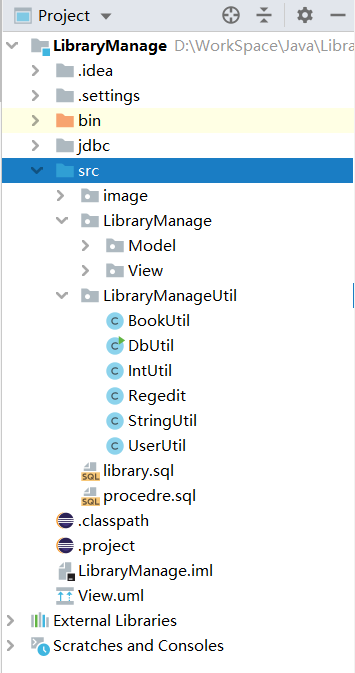 Project
LibraryManage D:\WorkSpace\Java\Libra
.idea
.settings
bin
jdbc
src
image
LibraryManage
Model
View
LibraryManageUtil
BookUtil
DbUtil
IntUtil
Regedit
StringUtil
UserUtil
library.sql
procedre.sql
.classpath
.project
LibraryManage.iml
View.uml
External Libraries
Scratches and Consoles